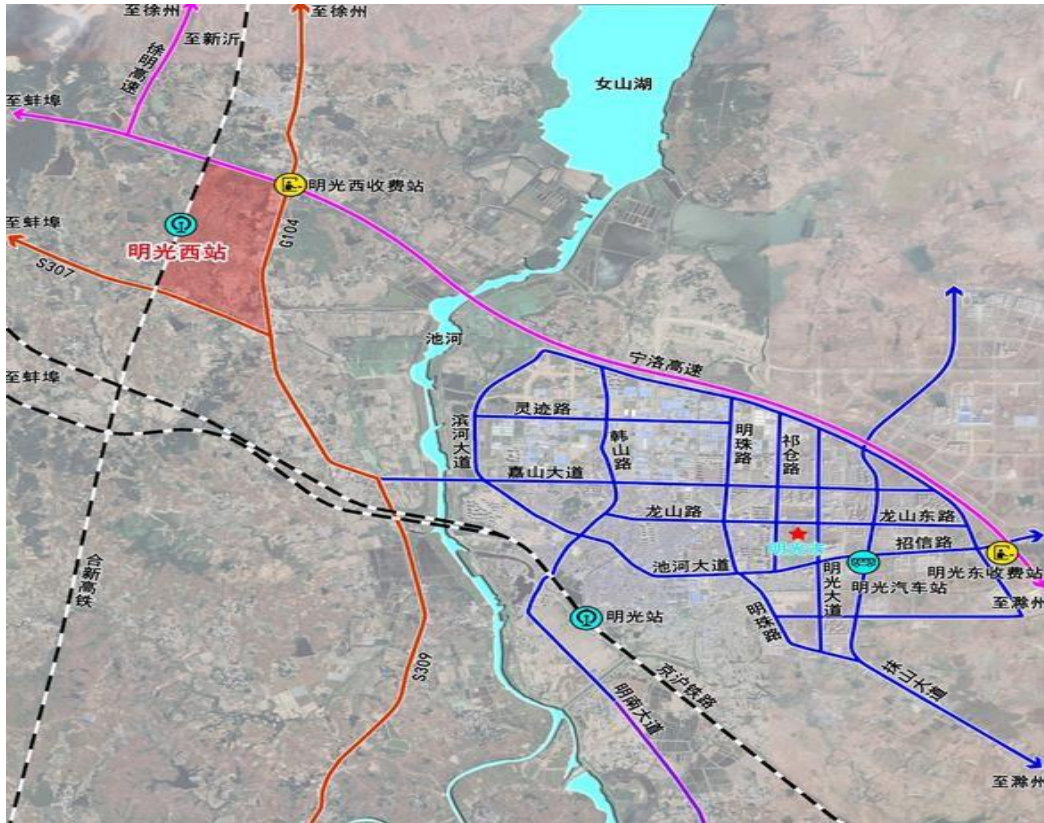 至徐州
至徐州
至新沂
徐明高速
女山湖
至蚌埠
明光西收费站
至蚌埠
明光西站
G104
S307
池河
至蚌埠
宁洛高速
灵迹路
滨河大道
韩山路
明珠路
祁仓路
嘉山大道
龙山路
龙山东路
招信路
明光市
池河大道
明光东收费站
明光汽车站
明光大道
合新高铁
至滁州
明光站
明珠路
S309
京沪铁路
明南大道
至滁州